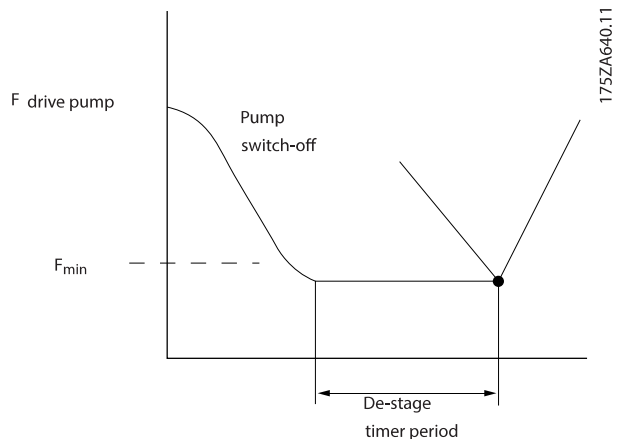 175ZA640.11
F drive pump
Pump
switch-off
Fmin
De-stage
timer period